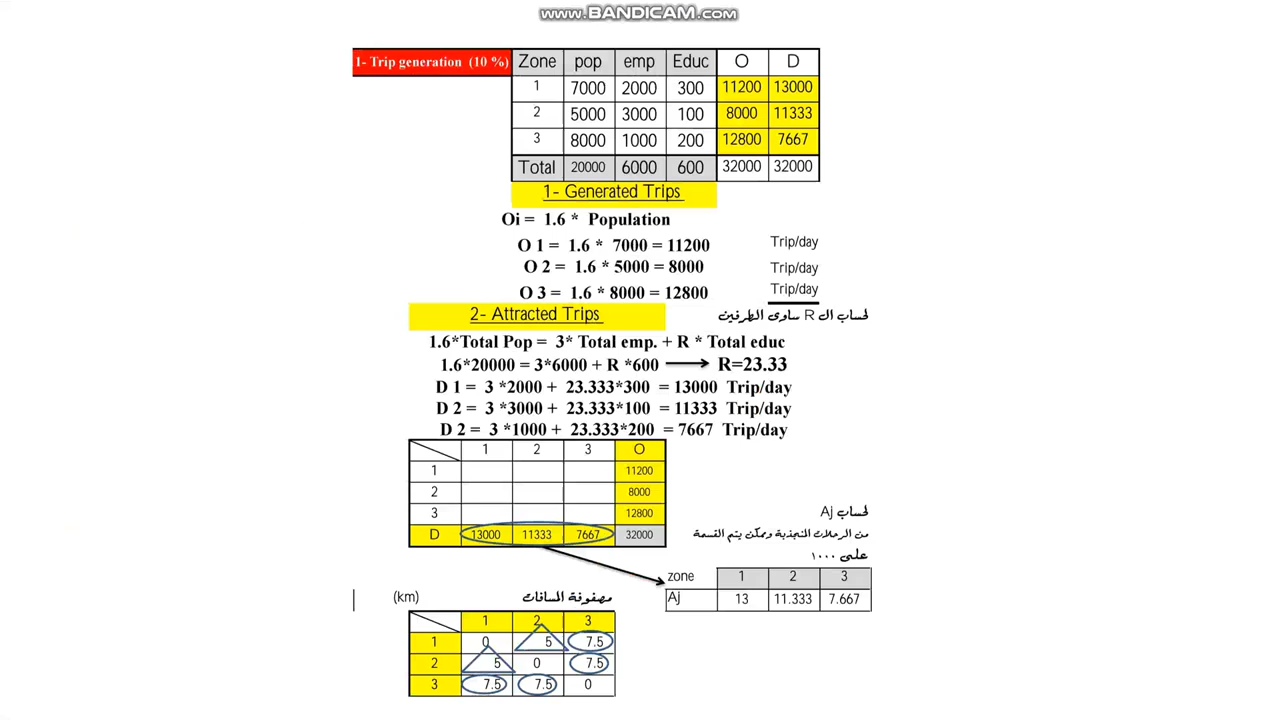 www.BANDICAM.com
1- Trip generation (10 %)
Zone pop emp Educ O D
1 7000 2000 300 11200 13000
2 5000 3000 100 8000 11333
3 8000 1000 200 12800 7667
Total 20000 6000 600 32000 32000
1- Generated Trips
Oi = 1.6 * Population
O 1 = 1.6 * 7000 = 11200 Trip/day
O 2 = 1.6 * 5000 = 8000 Trip/day
O 3 = 1.6 * 8000 = 12800 Trip/day
2- Attracted Trips
لحساب ال R ساوى الطرفين
1.6*Total Pop = 3* Total emp. + R * Total educ
1.6*20000 = 3*6000 + R *600 R=23.33
D 1 = 3 *2000 + 23.333*300 = 13000 Trip/day
D 2 = 3 *3000 + 23.333*100 = 11333 Trip/day
D 2 = 3 *1000 + 23.333*200 = 7667 Trip/day
1 2 3 O
1 11200
2 8000
3 12800
D 13000 11333 7667 32000
لحساب Aj
من الرحلات المنجذبة وممكن يتم القسمة
على ١٠٠٠
zone 1 2 3
Aj 13 11.333 7.667
(km) مصفوفة المسافات
1 2 3
1 0 5 7.5
2 5 0 7.5
3 7.5 7.5 0